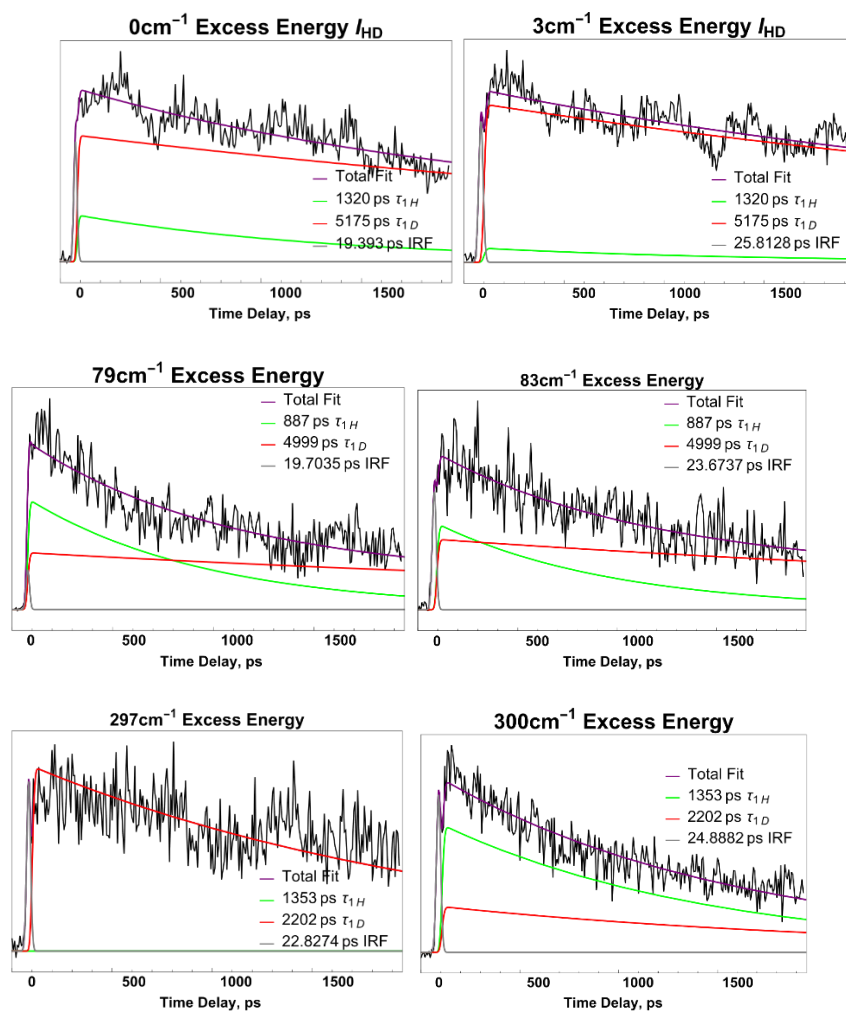 0cm⁻¹ Excess Energy I_HD
Total Fit
1320 ps τ_1H
5175 ps τ_1D
19.393 ps IRF
0 500 1000 1500
Time Delay, ps
3cm⁻¹ Excess Energy I_HD
Total Fit
1320 ps τ_1H
5175 ps τ_1D
25.8128 ps IRF
0 500 1000 1500
Time Delay, ps
79cm⁻¹ Excess Energy
Total Fit
887 ps τ_1H
4999 ps τ_1D
19.7035 ps IRF
0 500 1000 1500
Time Delay, ps
83cm⁻¹ Excess Energy
Total Fit
887 ps τ_1H
4999 ps τ_1D
23.6737 ps IRF
0 500 1000 1500
Time Delay, ps
297cm⁻¹ Excess Energy
Total Fit
1353 ps τ_1H
2202 ps τ_1D
22.8274 ps IRF
0 500 1000 1500
Time Delay, ps
300cm⁻¹ Excess Energy
Total Fit
1353 ps τ_1H
2202 ps τ_1D
24.8882 ps IRF
0 500 1000 1500
Time Delay, ps